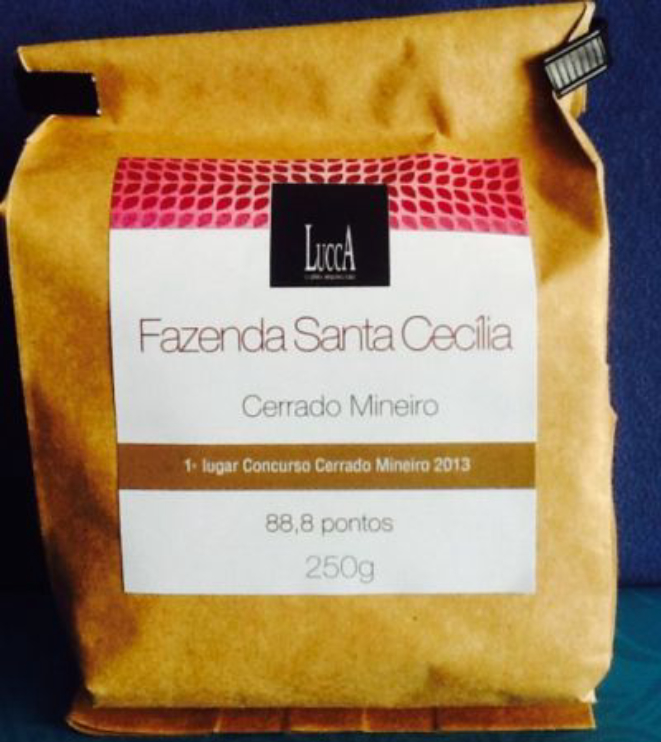 LUCCA
Fazenda Santa Cecília
Cerrado Mineiro
1º lugar Concurso Cerrado Mineiro 2013
88,8 pontos
250g